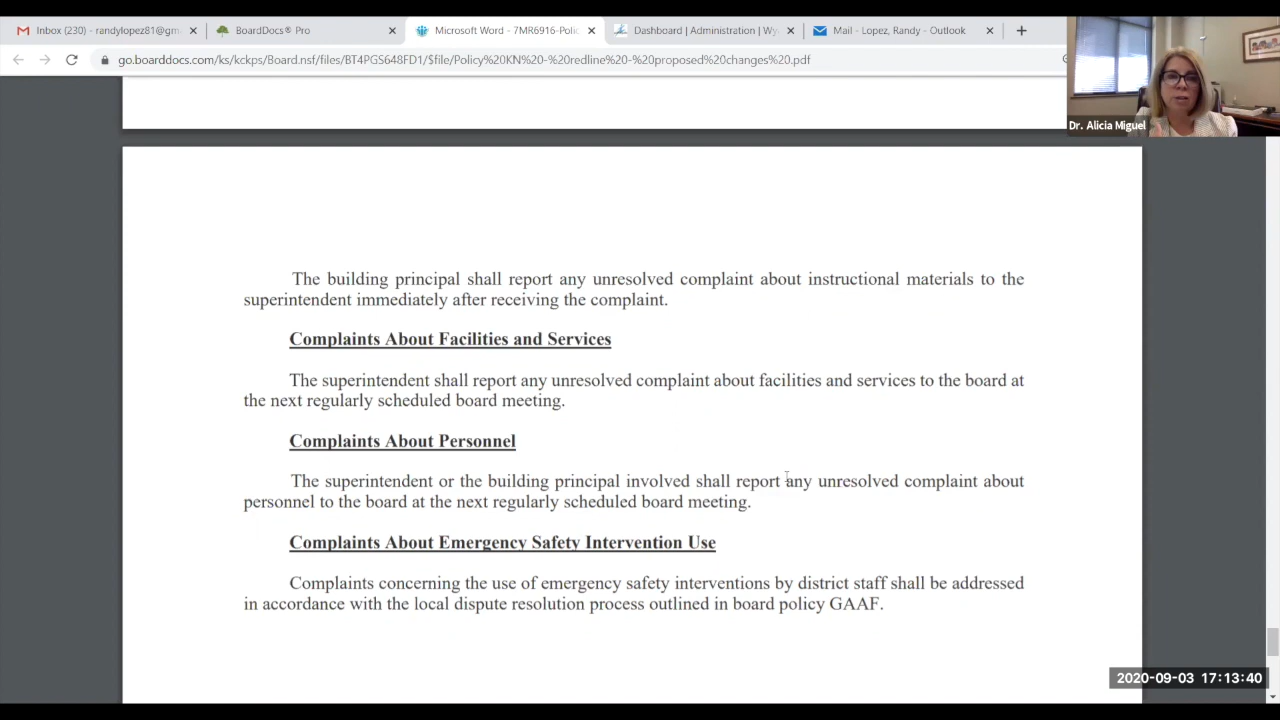 Inbox (230) - randylopez81@gm
BoardDocs® Pro
Microsoft Word - 7MR6916-Polic
Dashboard | Administration | Wy
Mail - Lopez, Randy - Outlook
go.boarddocs.com/ks/kckps/Board.nsf/files/BT4PGS648FD1/$file/Policy%20KN%20-%20redline%20-%20proposed%20changes%20.pdf
Dr. Alicia Miguel
The building principal shall report any unresolved complaint about instructional materials to the
superintendent immediately after receiving the complaint.
Complaints About Facilities and Services
The superintendent shall report any unresolved complaint about facilities and services to the board at
the next regularly scheduled board meeting.
Complaints About Personnel
The superintendent or the building principal involved shall report any unresolved complaint about
personnel to the board at the next regularly scheduled board meeting.
Complaints About Emergency Safety Intervention Use
Complaints concerning the use of emergency safety interventions by district staff shall be addressed
in accordance with the local dispute resolution process outlined in board policy GAAF.
2020-09-03 17:13:40